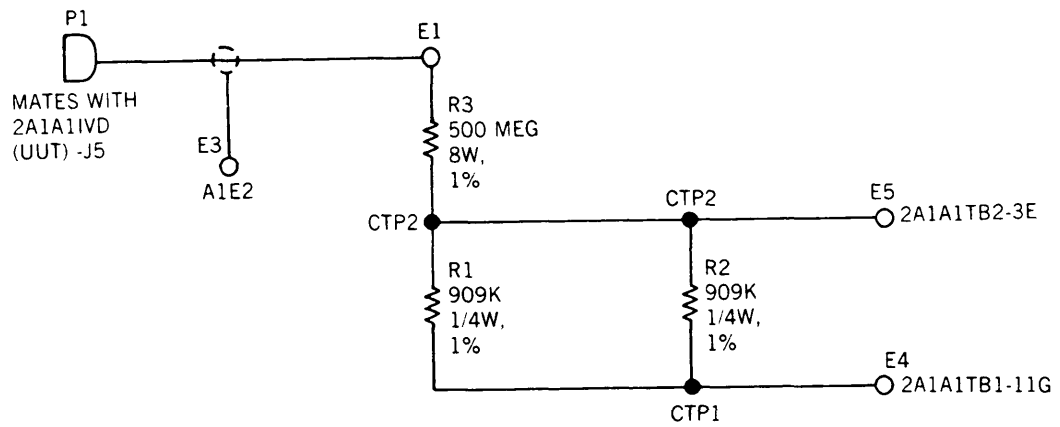 P1
MATES WITH
2A1A1IVD
(UUT) -J5
E3
A1E2
E1
R3
500 MEG
8W,
1%
CTP2
CTP2
E5
2A1A1TB2-3E
R1
909K
1/4W,
1%
R2
909K
1/4W,
1%
E4
2A1A1TB1-11G
CTP1